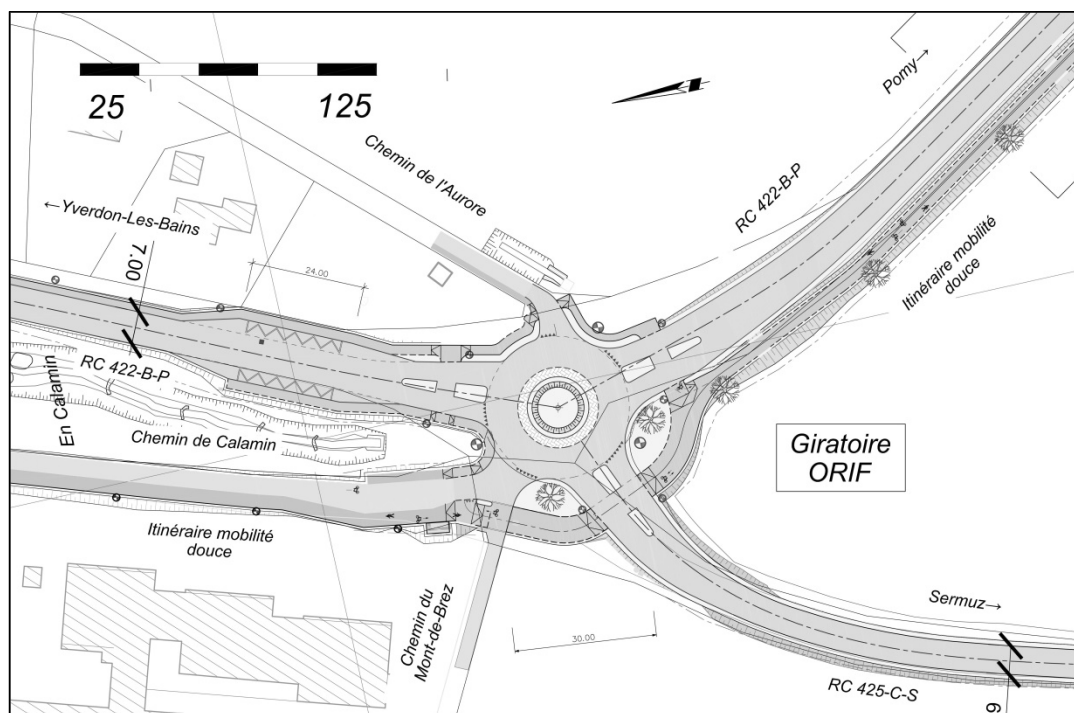 25
125
Pomy→
Chemin de l'Aurore
RC 422-B-P
←Yverdon-Les-Bains
7.00
24.00
Itinéraire mobilité
douce
RC 422-B-P
En Calamin
Chemin de Calamin
Giratoire
ORIF
Itinéraire mobilité
douce
Chemin du
Mont-de-Brez
30.00
Sermuz→
RC 425-C-S
6